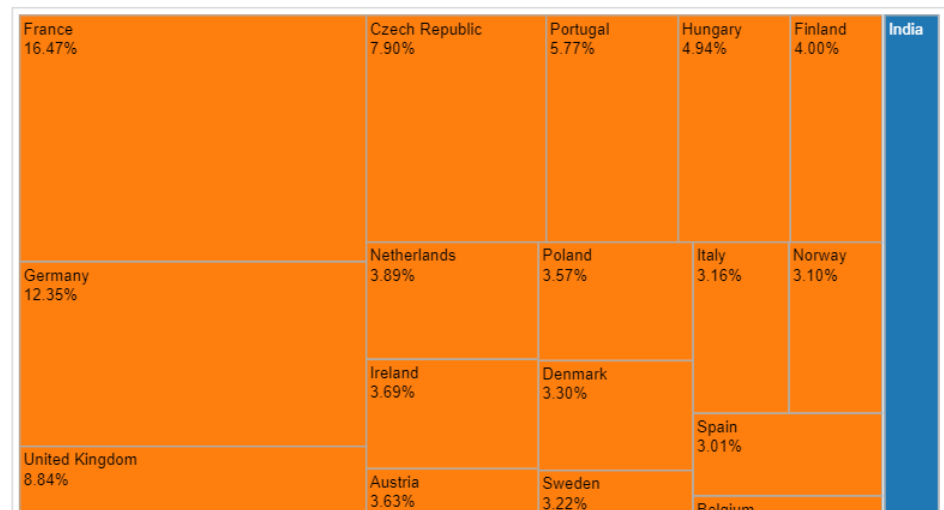 France
16.47%
Czech Republic
7.90%
Portugal
5.77%
Hungary
4.94%
Finland
4.00%
India
Germany
12.35%
Netherlands
3.89%
Poland
3.57%
Italy
3.16%
Norway
3.10%
Ireland
3.69%
Denmark
3.30%
Spain
3.01%
United Kingdom
8.84%
Austria
3.63%
Sweden
3.22%
Belgium